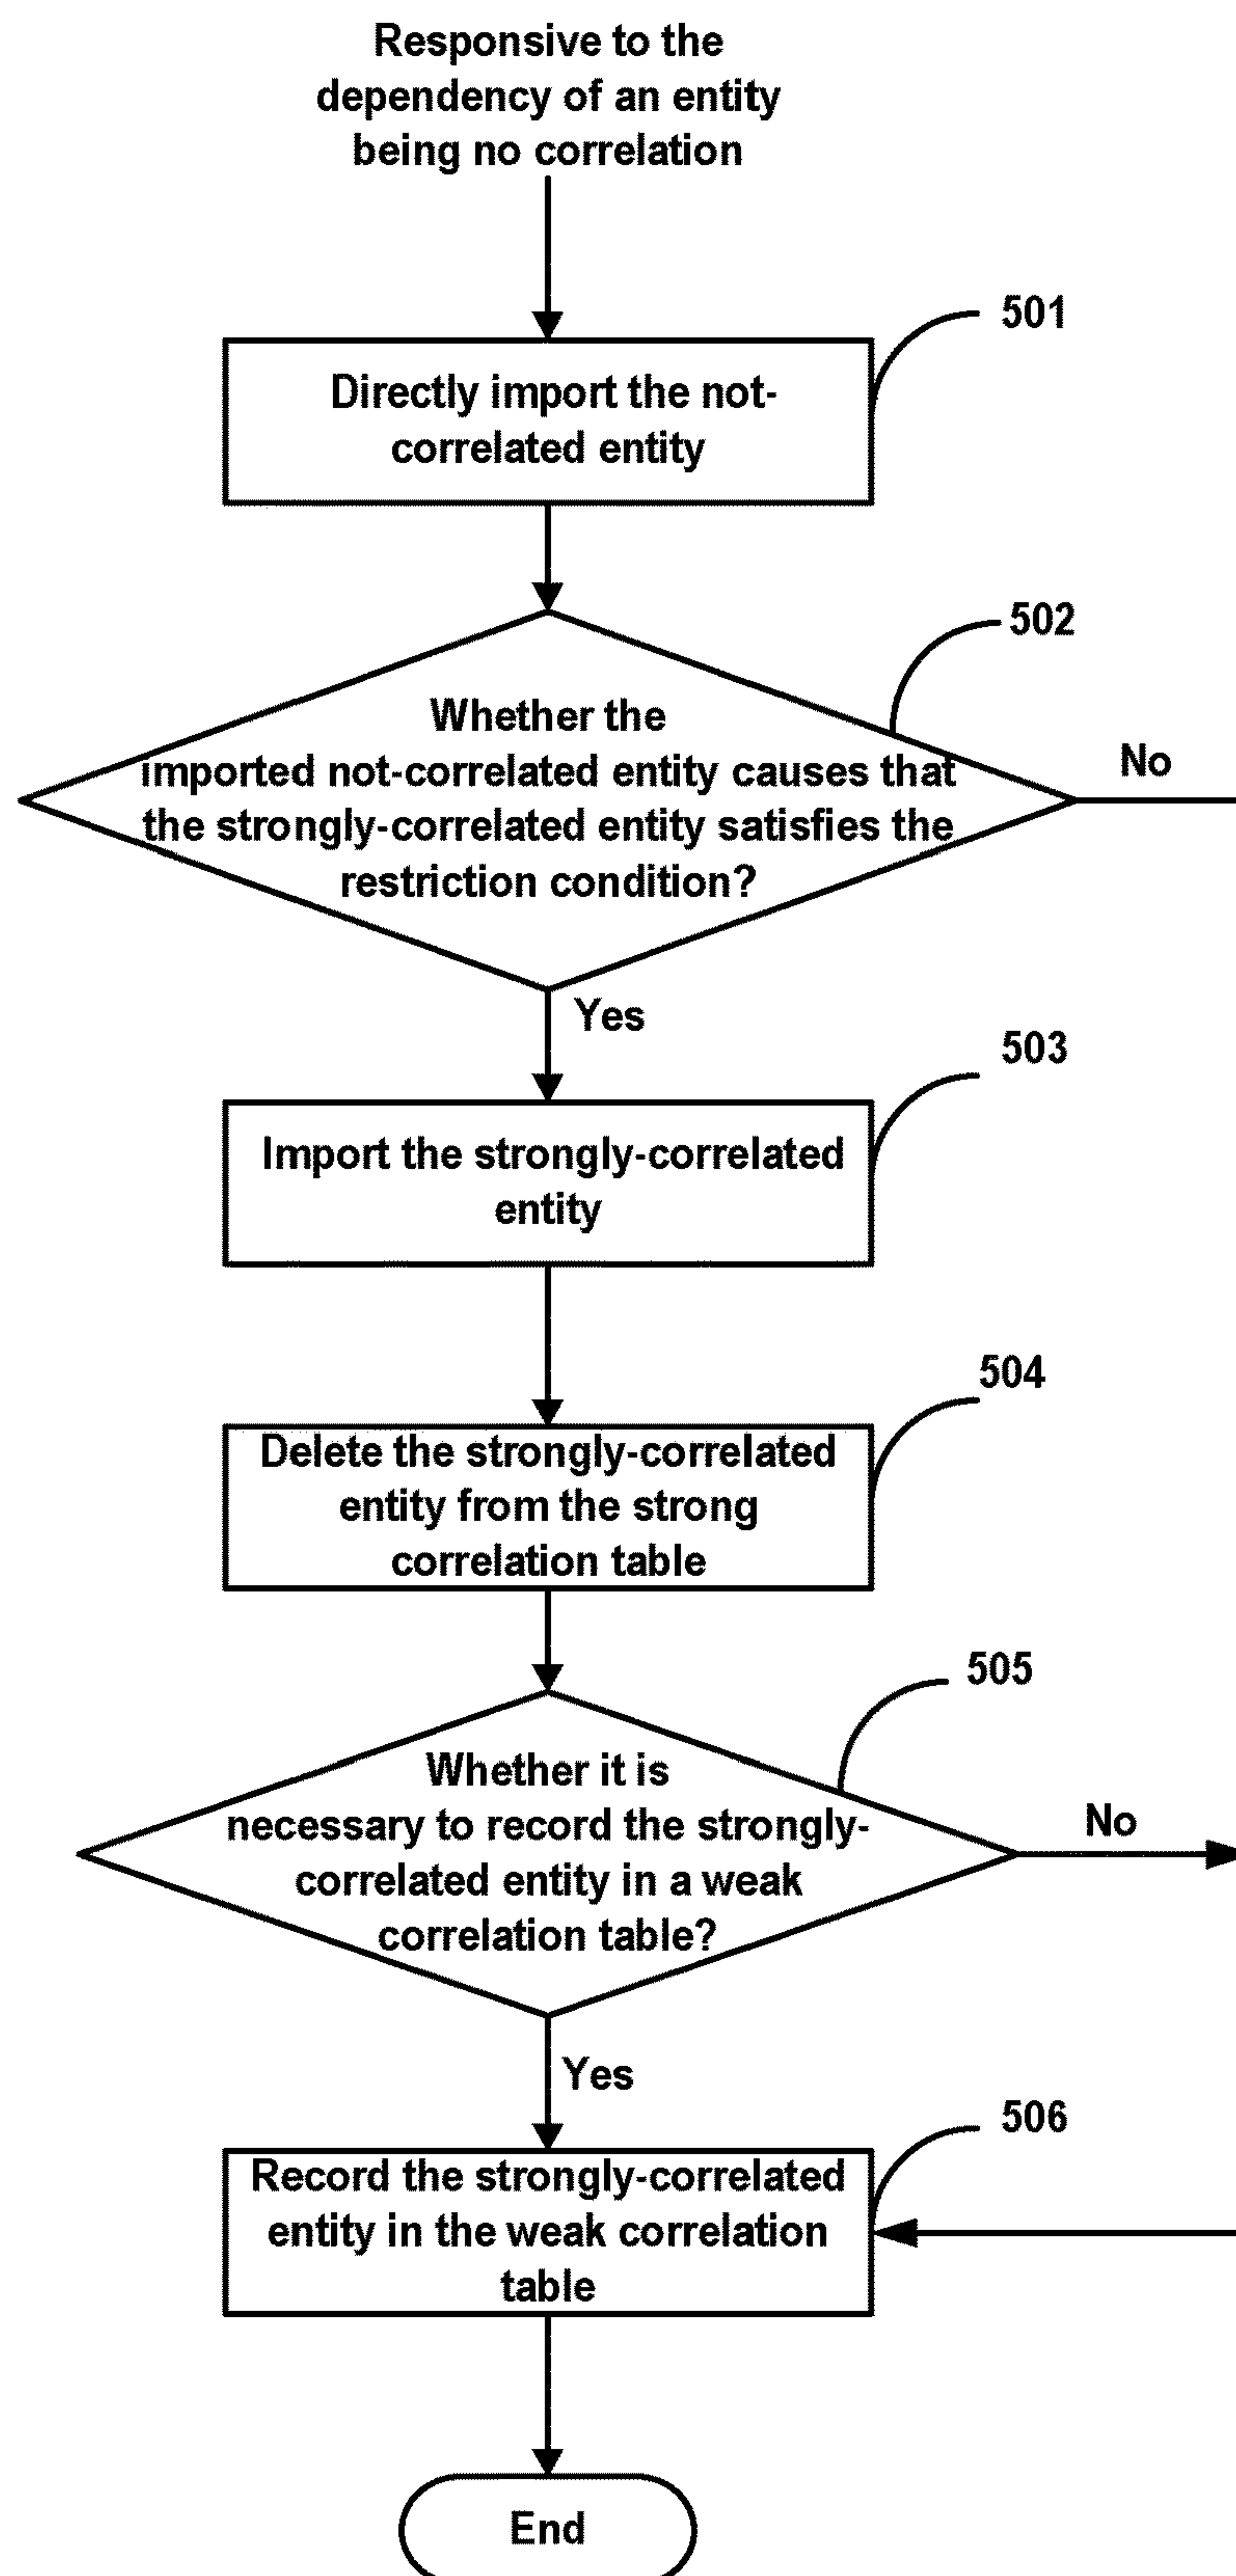 Responsive to the
dependency of an entity
being no correlation
501
Directly import the not-
correlated entity
502
Whether the
imported not-correlated entity causes that
the strongly-correlated entity satisfies the
restriction condition?
No
Yes
503
Import the strongly-correlated
entity
504
Delete the strongly-correlated
entity from the strong
correlation table
505
Whether it is
necessary to record the strongly-
correlated entity in a weak
correlation table?
No
Yes
506
Record the strongly-correlated
entity in the weak correlation
table
End